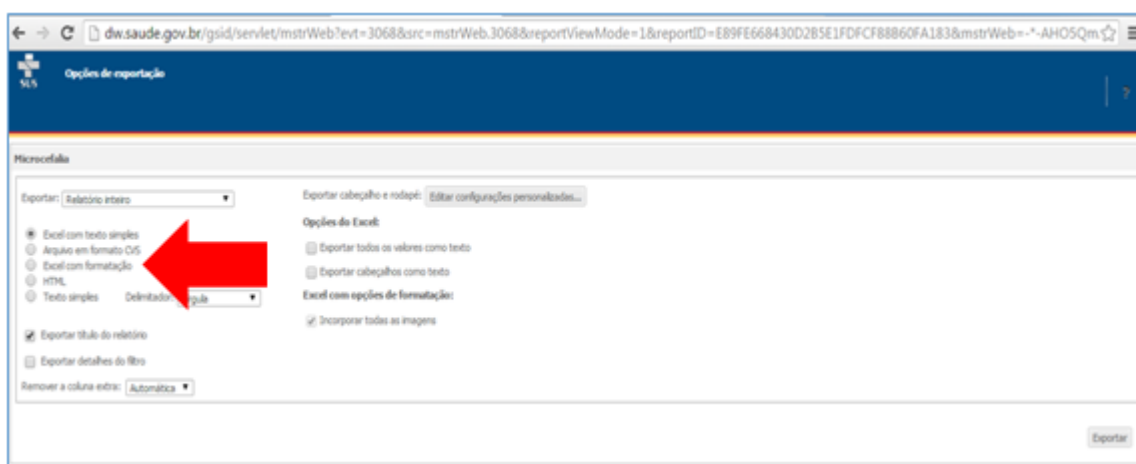 dw.saude.gov.br/gsid/servlet/mstrWeb?evt=3068&src=mstrWeb.3068&reportViewMode=1&reportID=E89FE668430D2B5E1FDFCF88B60FA183&mstrWeb=-*-AHO5Qm
SUS
Opções de exportação
?
Microcefalia
Exportar: Relatório inteiro
Exportar cabeçalho e rodapé: Editar configurações personalizadas...
Excel com texto simples
Opções do Excel:
Arquivo em formato CVS
Exportar todos os valores como texto
Excel com formatação
HTML
Exportar cabeçalhos como texto
Texto simples Delimitador:
Excel com opções de formatação:
Incorporar todas as imagens
Exportar título do relatório
Exportar detalhes do filtro
Remover a coluna extra: Automática
Exportar